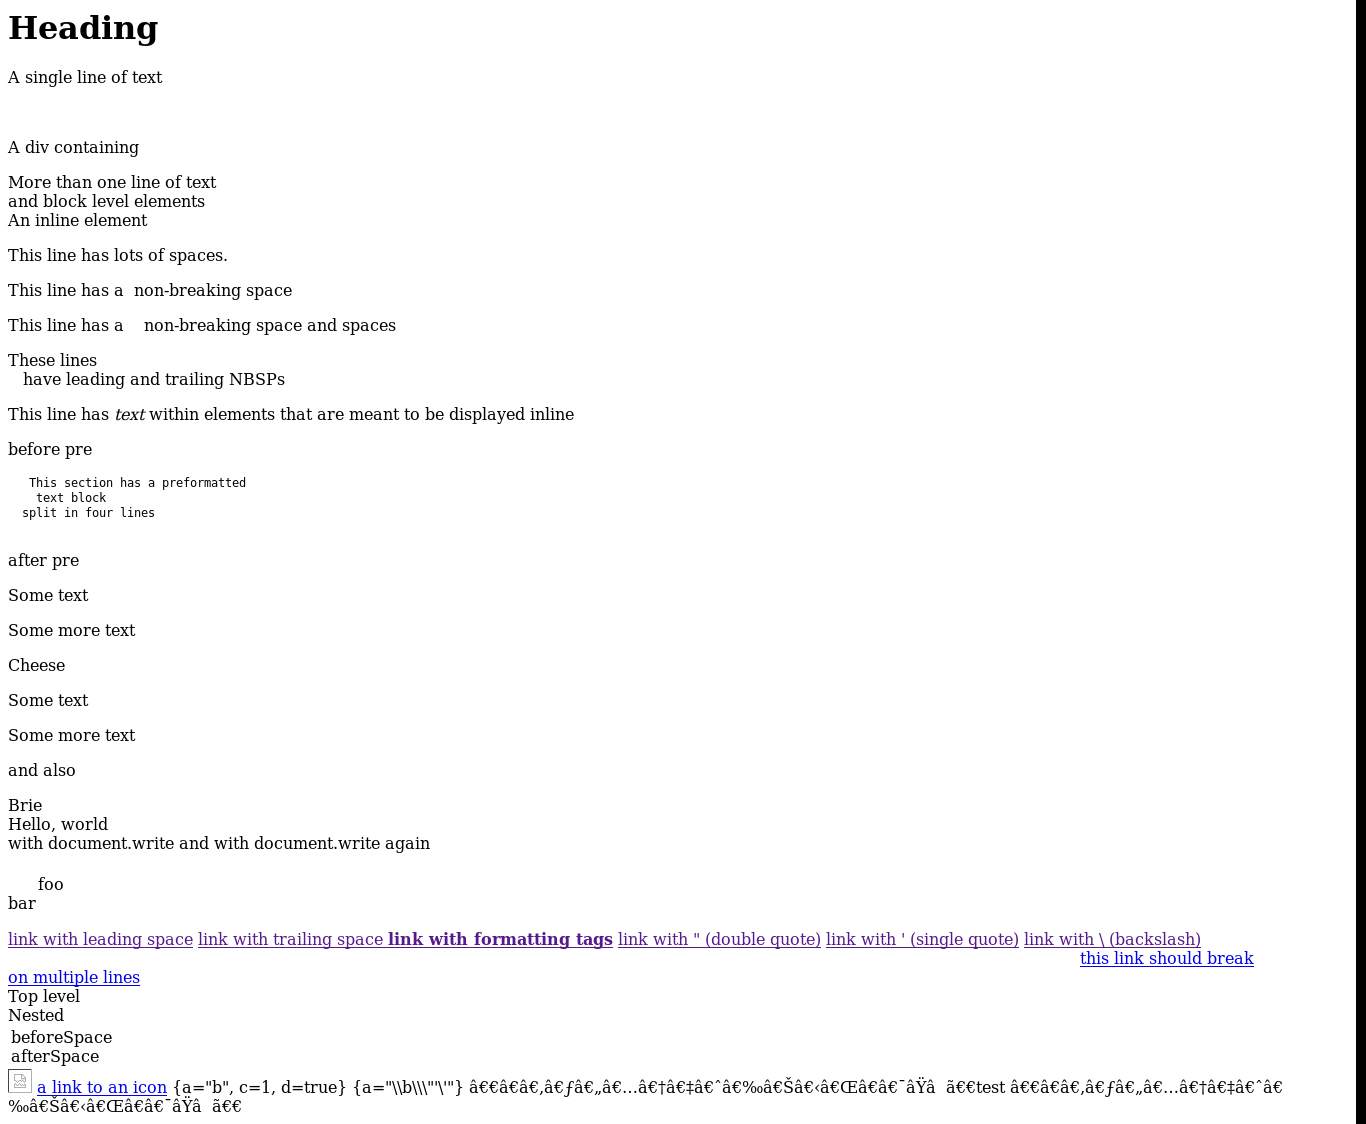 Heading
A single line of text
A div containing
More than one line of text
and block level elements
An inline element
This line has lots of spaces.
This line has a  non-breaking space
This line has a    non-breaking space and spaces
These lines
   have leading and trailing NBSPs
This line has text within elements that are meant to be displayed inline
before pre
   This section has a preformatted
    text block
  split in four lines
after pre
Some text
Some more text
Cheese
Some text
Some more text
and also
Brie
Hello, world
with document.write and with document.write again
foo
bar
link with leading space link with trailing space link with formatting tags link with " (double quote) link with ' (single quote) link with \ (backslash)
this link should break
on multiple lines
Top level
Nested
beforeSpace
afterSpace
a link to an icon {a="b", c=1, d=true} {a="\\b\\\"'\'"} â€€â€â€‚â€ƒâ€„â€…â€†â€‡â€ˆâ€‰â€Šâ€‹â€Œâ€â€¯âŸâ  ã€€test â€€â€â€‚â€ƒâ€„â€…â€†â€‡â€ˆâ€
‰â€Šâ€‹â€Œâ€â€¯âŸâ  ã€€